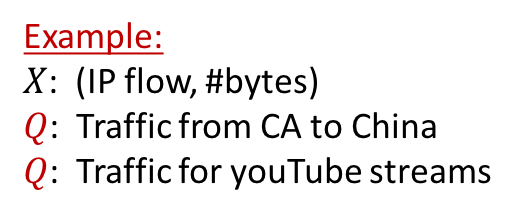 Example:
X: (IP flow, #bytes)
Q: Traffic from CA to China
Q: Traffic for youTube streams